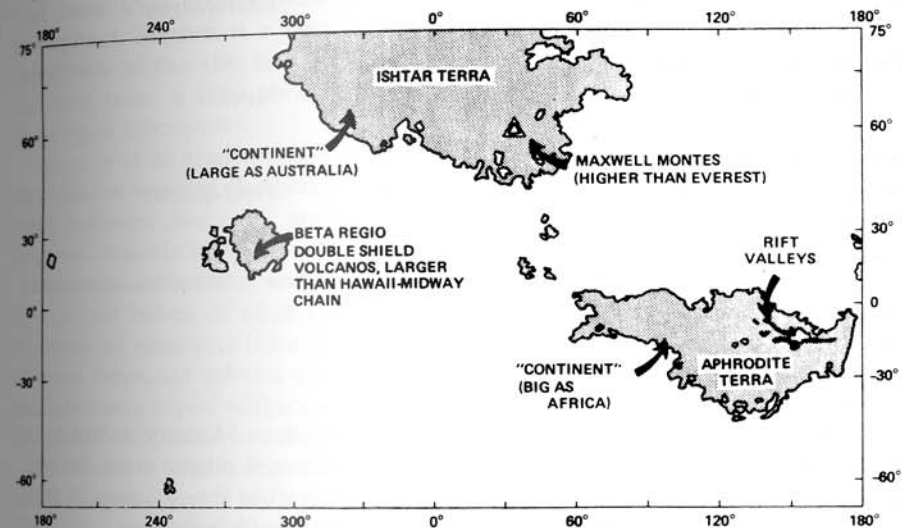 180° 240° 300° 0° 60° 120° 180°
75° 75°
ISHTAR TERRA
60° 60°
"CONTINENT"
(LARGE AS AUSTRALIA)
MAXWELL MONTES
(HIGHER THAN EVEREST)
30° 30°
BETA REGIO
DOUBLE SHIELD
VOLCANOS, LARGER
THAN HAWAII-MIDWAY
CHAIN
RIFT
VALLEYS
0° 0
"CONTINENT"
(BIG AS
AFRICA)
APHRODITE
TERRA
-30° -30°
-60° -60°
180° 240° 300° 0° 60° 120° 180°